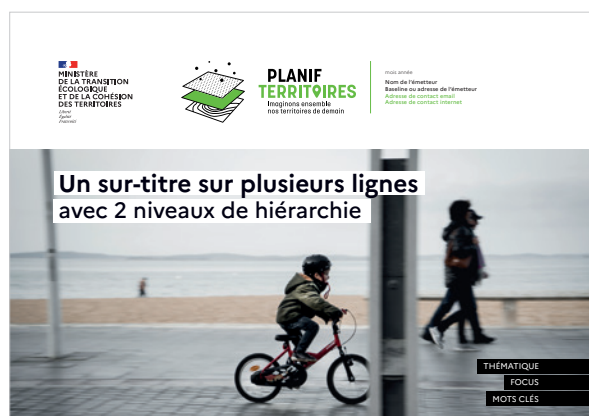 MINISTÈRE
DE LA TRANSITION
ÉCOLOGIQUE
ET DE LA COHÉSION
DES TERRITOIRES
Liberté
Égalité
Fraternité
PLANIF
TERRITOIRES
Imaginons ensemble
nos territoires de demain
mois année
Nom de l'émetteur
Baseline ou adresse de l'émetteur
Adresse de contact email
Adresse de contact internet
Un sur-titre sur plusieurs lignes
avec 2 niveaux de hiérarchie
THÉMATIQUE
FOCUS
MOTS CLÉS